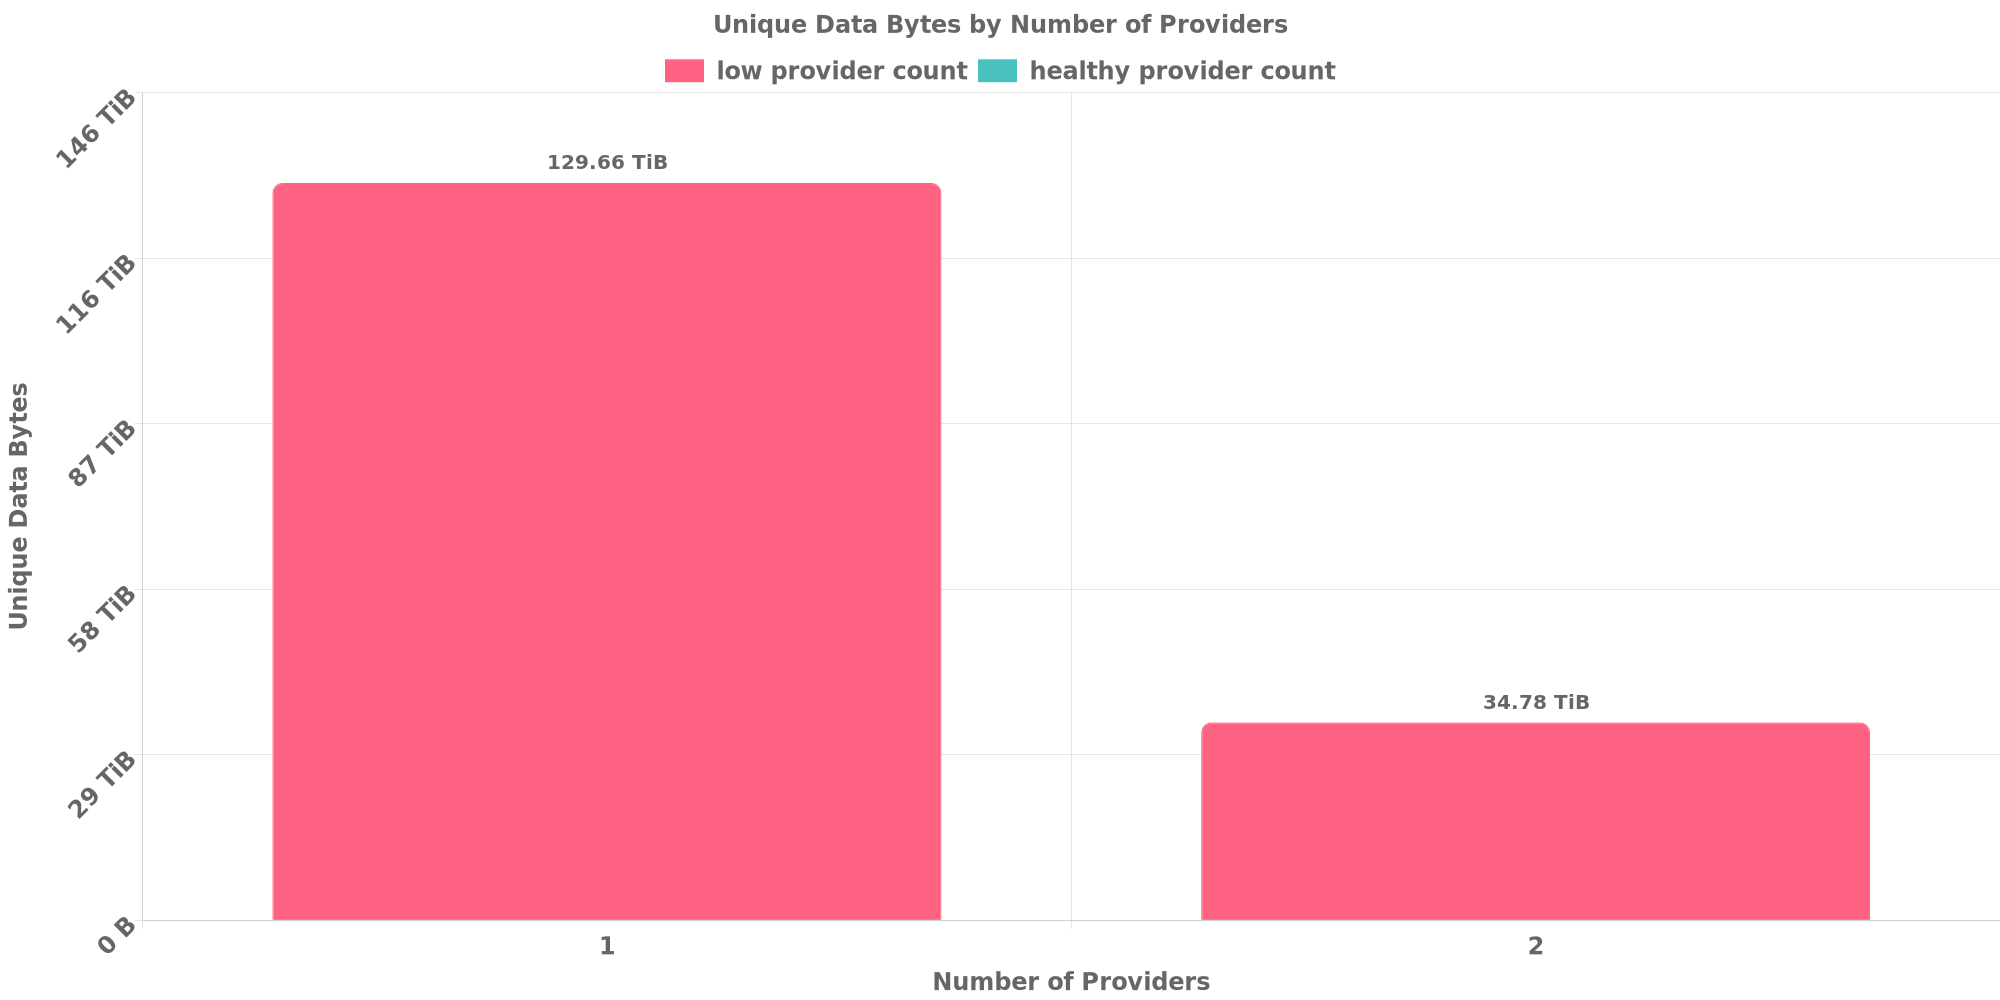 Unique Data Bytes by Number of Providers
low provider count healthy provider count
146 TiB
129.66 TiB
116 TiB
87 TiB
58 TiB
34.78 TiB
29 TiB
0 B
Unique Data Bytes
1 2
Number of Providers